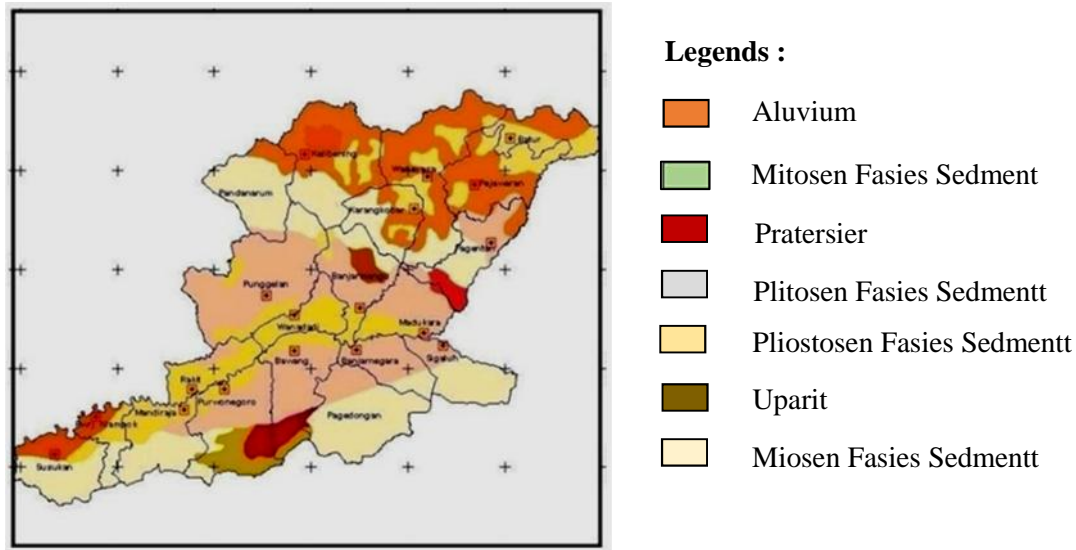 Legends :
Aluvium
Mitosen Fasies Sedment
Pratersier
Plitosen Fasies Sedmentt
Pliostosen Fasies Sedmentt
Uparit
Miosen Fasies Sedmentt
Batur
Kalibening
Wanayasa
Pejawaran
Pandanarum
Karangkobar
Pagentan
Punggelan
Wanadadi
Madukara
Sigaluh
Bawang
Banjarnegara
Rakit
Purwonegoro
Mandiraja
Pagedongan
Susukan